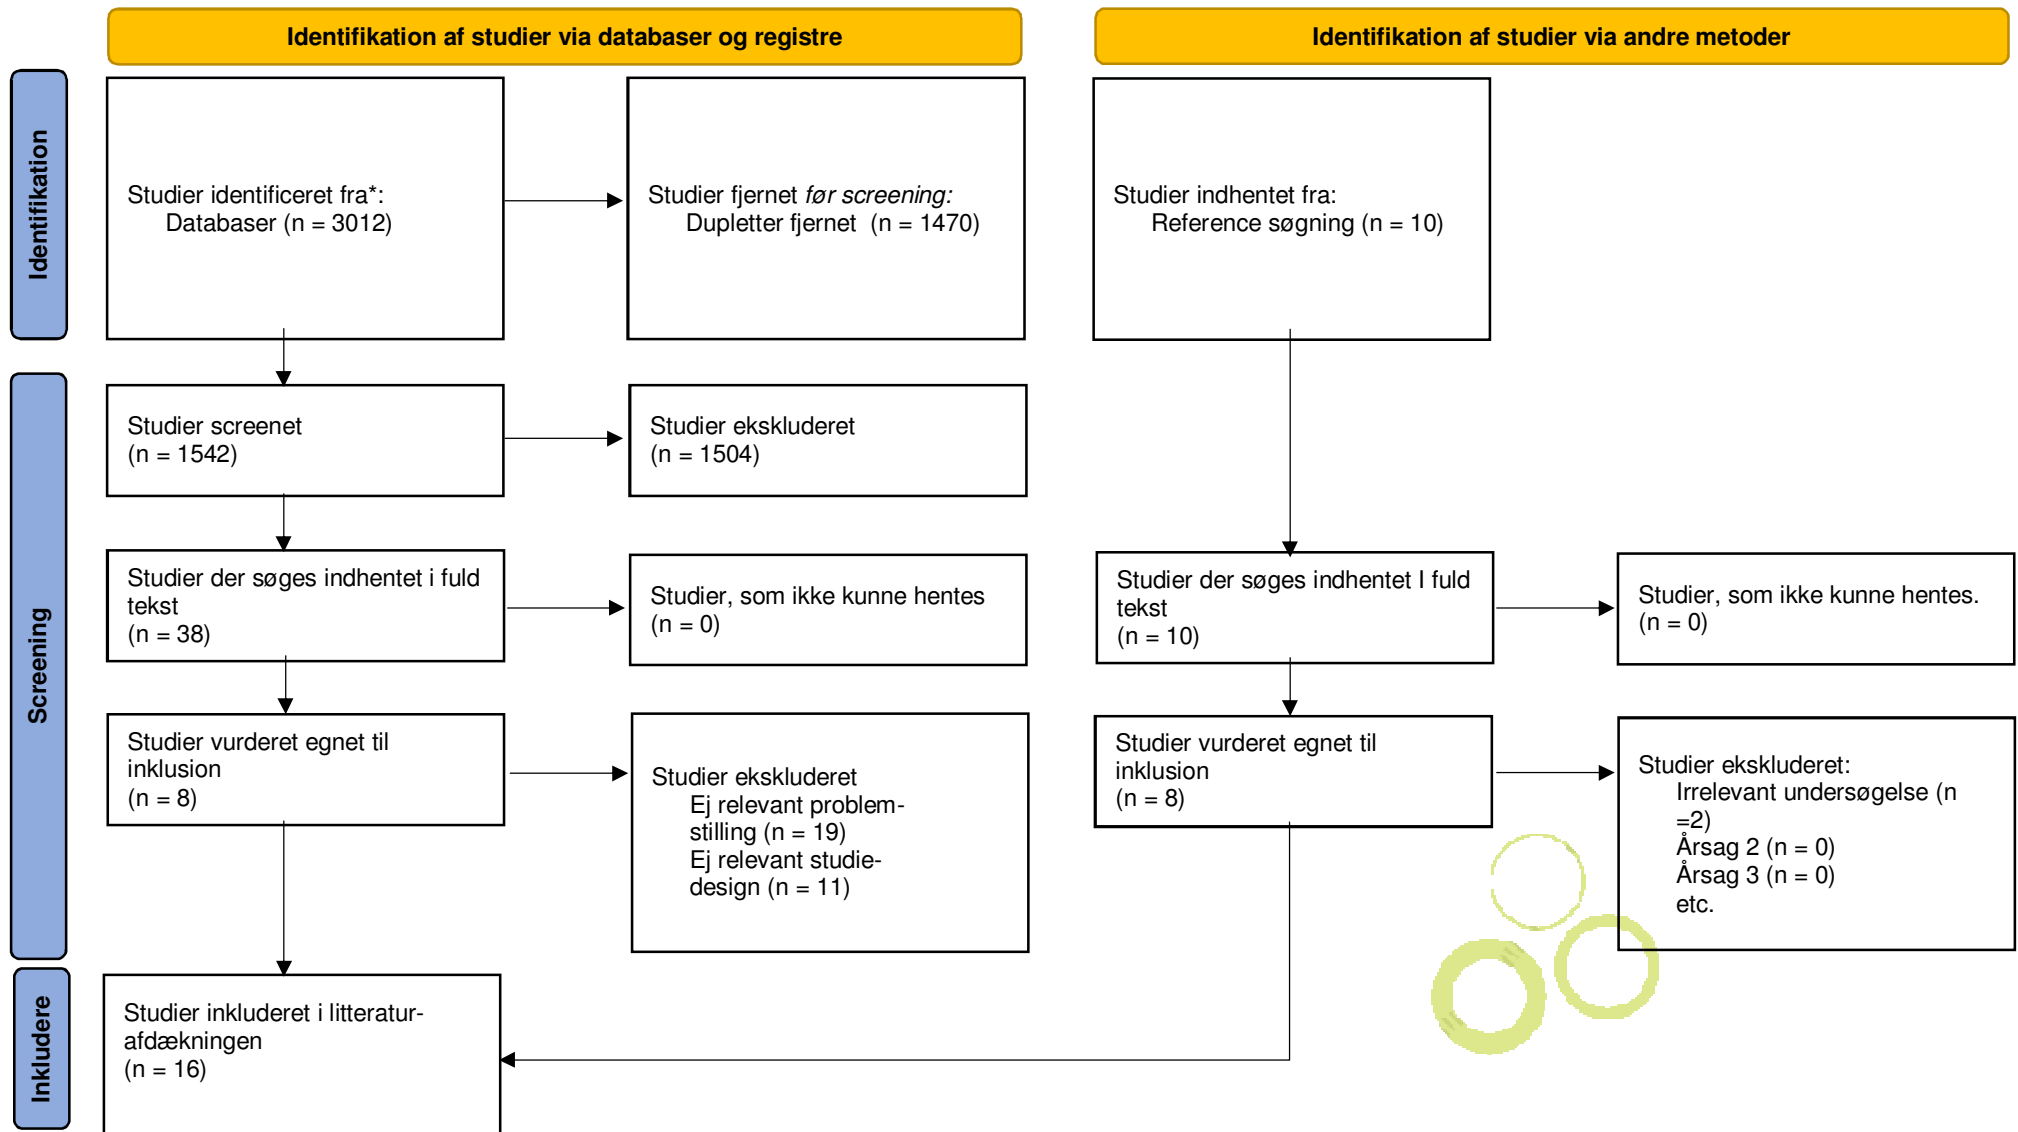 Identifikation af studier via databaser og registre
Identifikation af studier via andre metoder
Identifikation
Studier identificeret fra*:
Databaser (n = 3012)
Studier fjernet før screening:
Dupletter fjernet  (n = 1470)
Studier indhentet fra:
Reference søgning (n = 10)
Screening
Studier screenet
(n = 1542)
Studier ekskluderet
(n = 1504)
Studier der søges indhentet i fuld
tekst
(n = 38)
Studier, som ikke kunne hentes
(n = 0)
Studier der søges indhentet I fuld
tekst
(n = 10)
Studier, som ikke kunne hentes.
(n = 0)
Studier vurderet egnet til
inklusion
(n = 8)
Studier ekskluderet
Ej relevant problem-
stilling (n = 19)
Ej relevant studie-
design (n = 11)
Studier vurderet egnet til
inklusion
(n = 8)
Studier ekskluderet:
Irrelevant undersøgelse (n
=2)
Årsag 2 (n = 0)
Årsag 3 (n = 0)
etc.
Inkludere
Studier inkluderet i litteratur-
afdækningen
(n = 16)